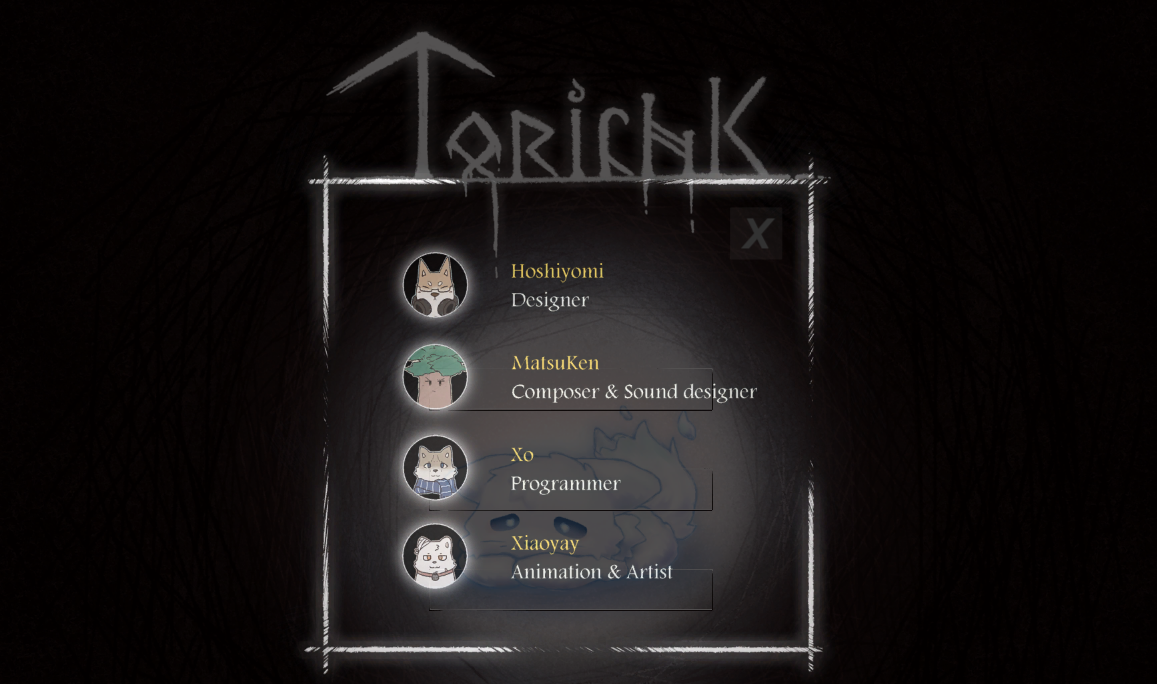 TORICHK
X
Hoshiyomi
Designer
MatsuKen
Composer & Sound designer
Xo
Programmer
Xiaoyay
Animation & Artist